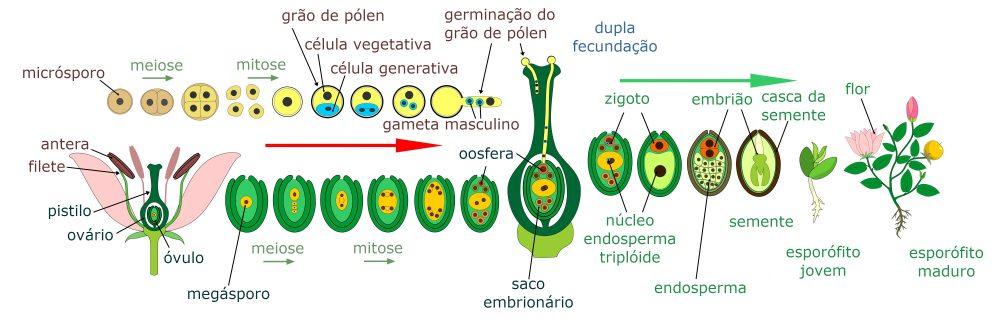 grão de pólen
germinação do
grão de pólen
dupla
fecundação
célula vegetativa
meiose
mitose
célula generativa
micrósporo
zigoto
embrião
casca da
semente
flor
gameta masculino
antera
filete
oosfera
pistilo
ovário
óvulo
meiose
mitose
megásporo
saco
embrionário
núcleo
endosperma
triplóide
semente
endosperma
esporófito
jovem
esporófito
maduro